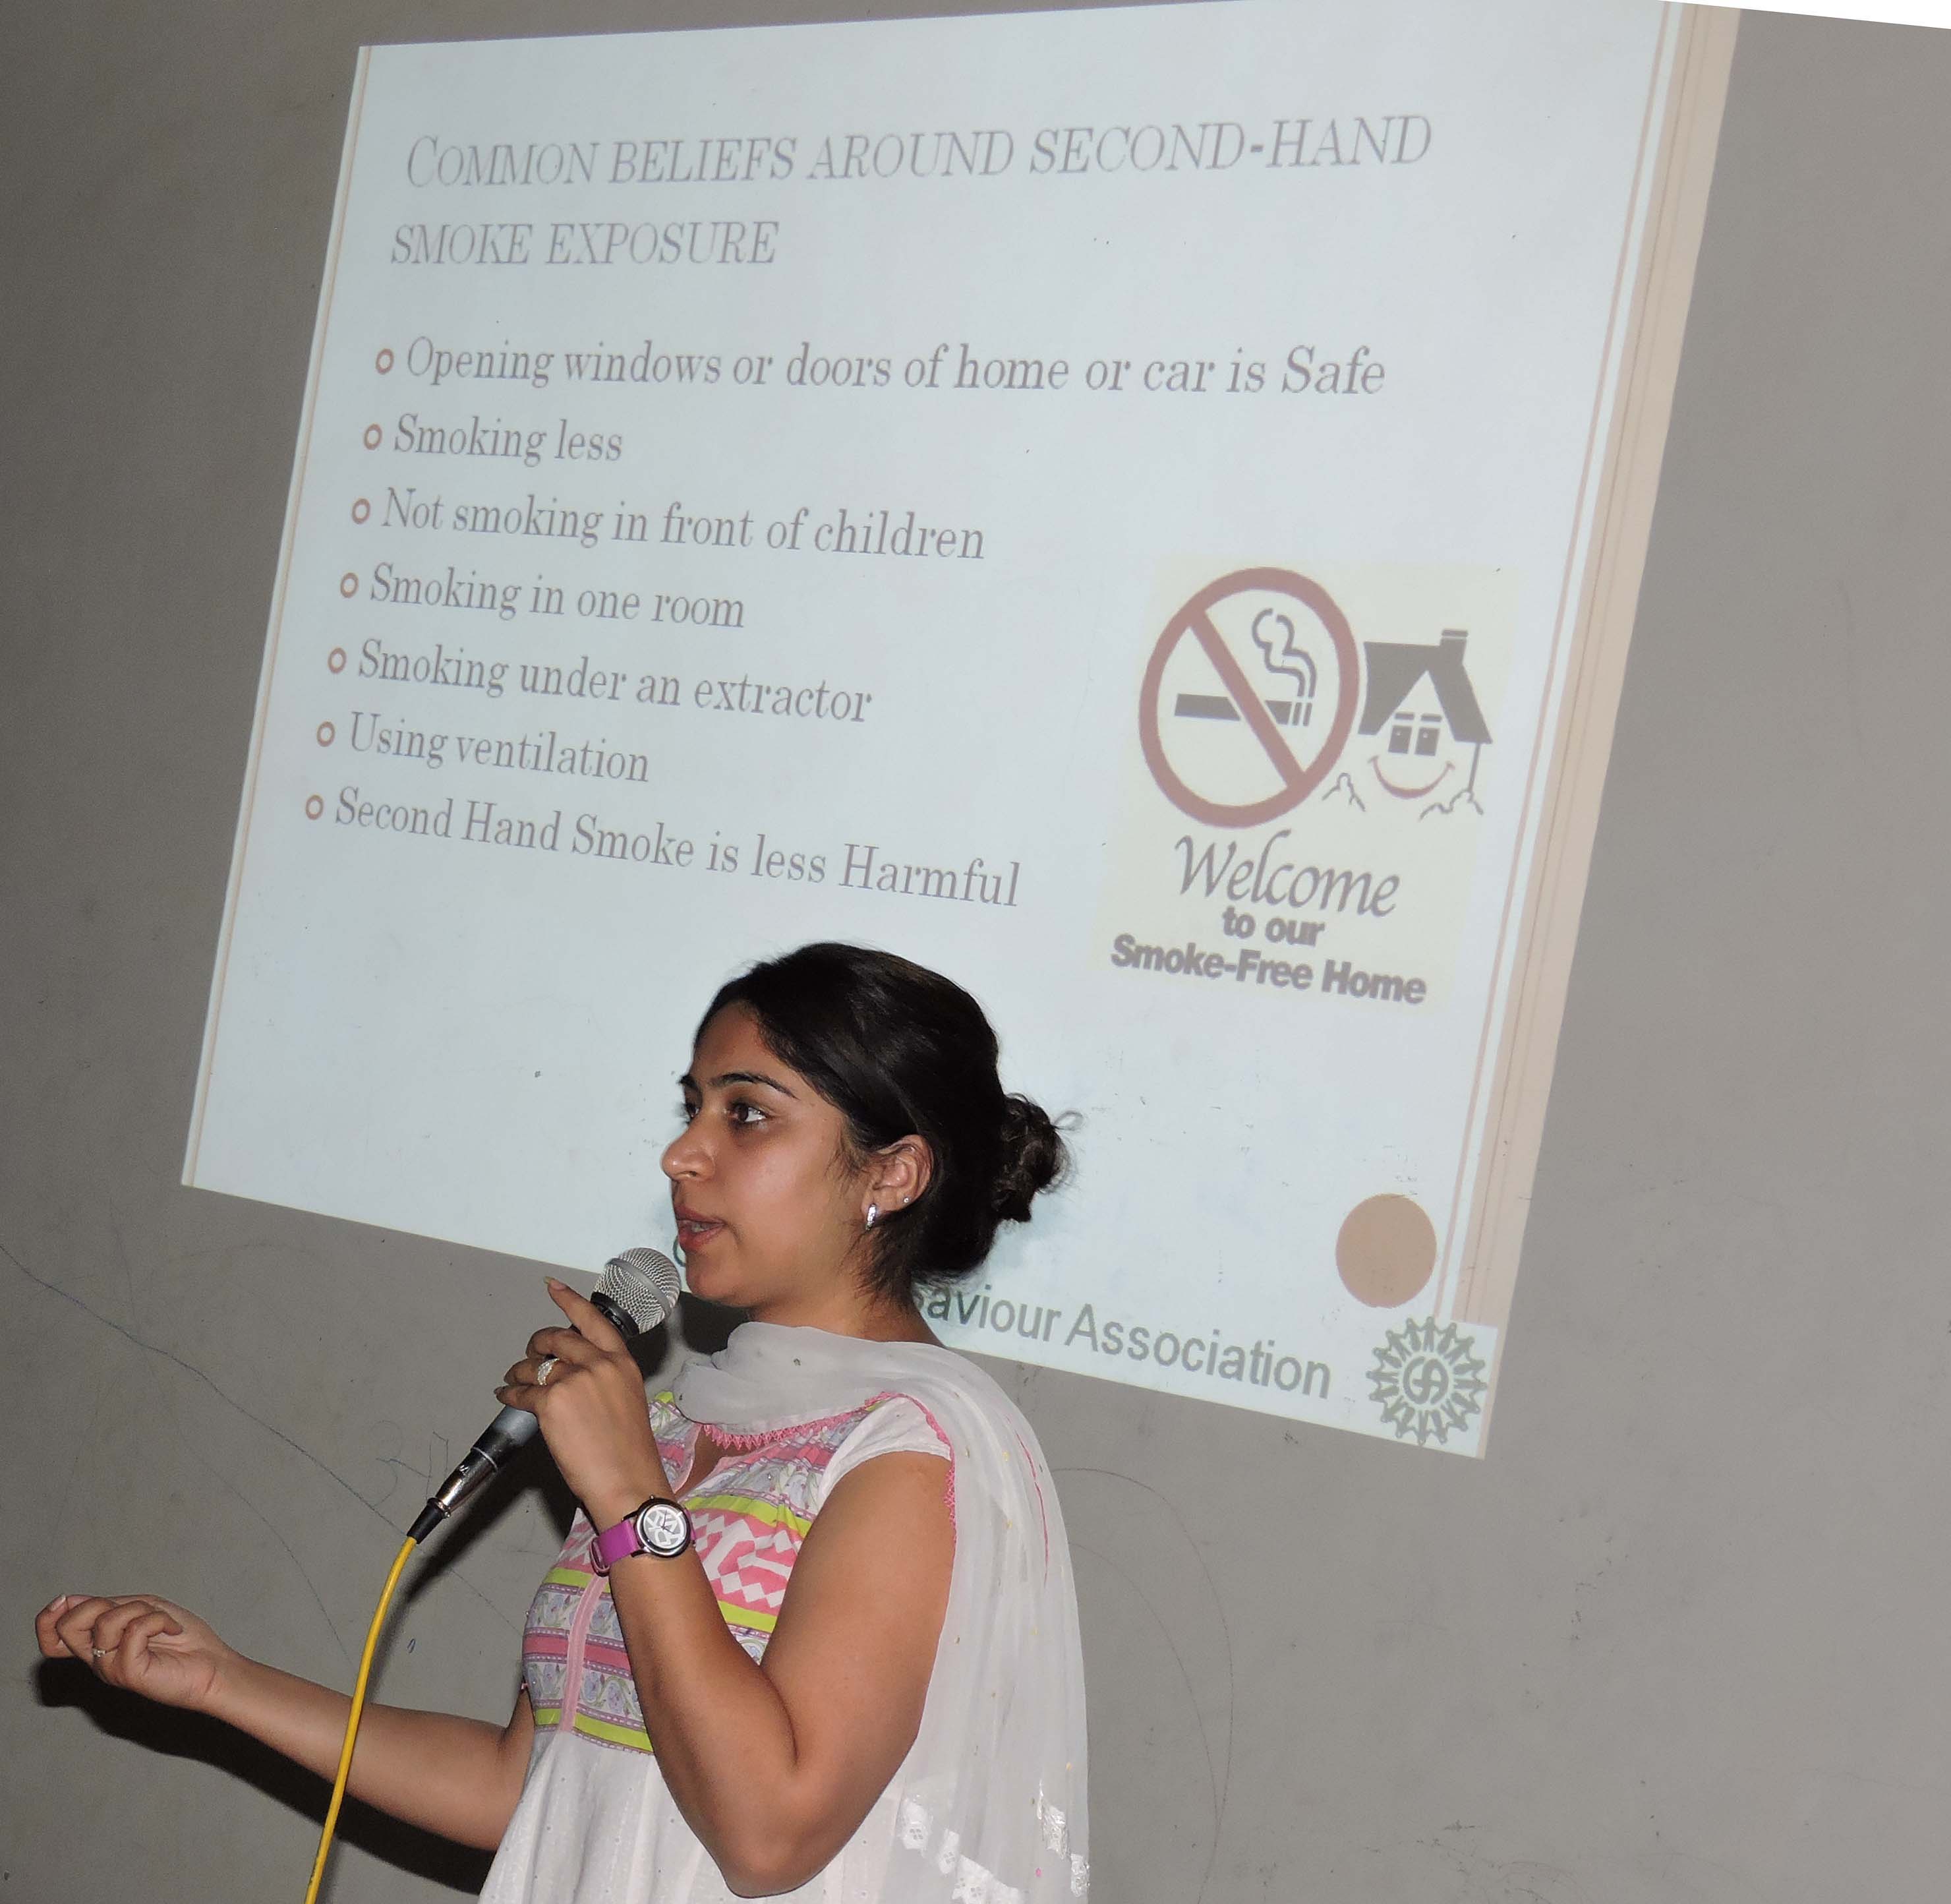 COMMON BELIEFS AROUND SECOND-HAND
SMOKE EXPOSURE
Opening windows or doors of home or car is Safe
Smoking less
Not smoking in front of children
Smoking in one room
Smoking under an extractor
Using ventilation
Second Hand Smoke is less Harmful
Welcome
to our
Smoke-Free Home
Association